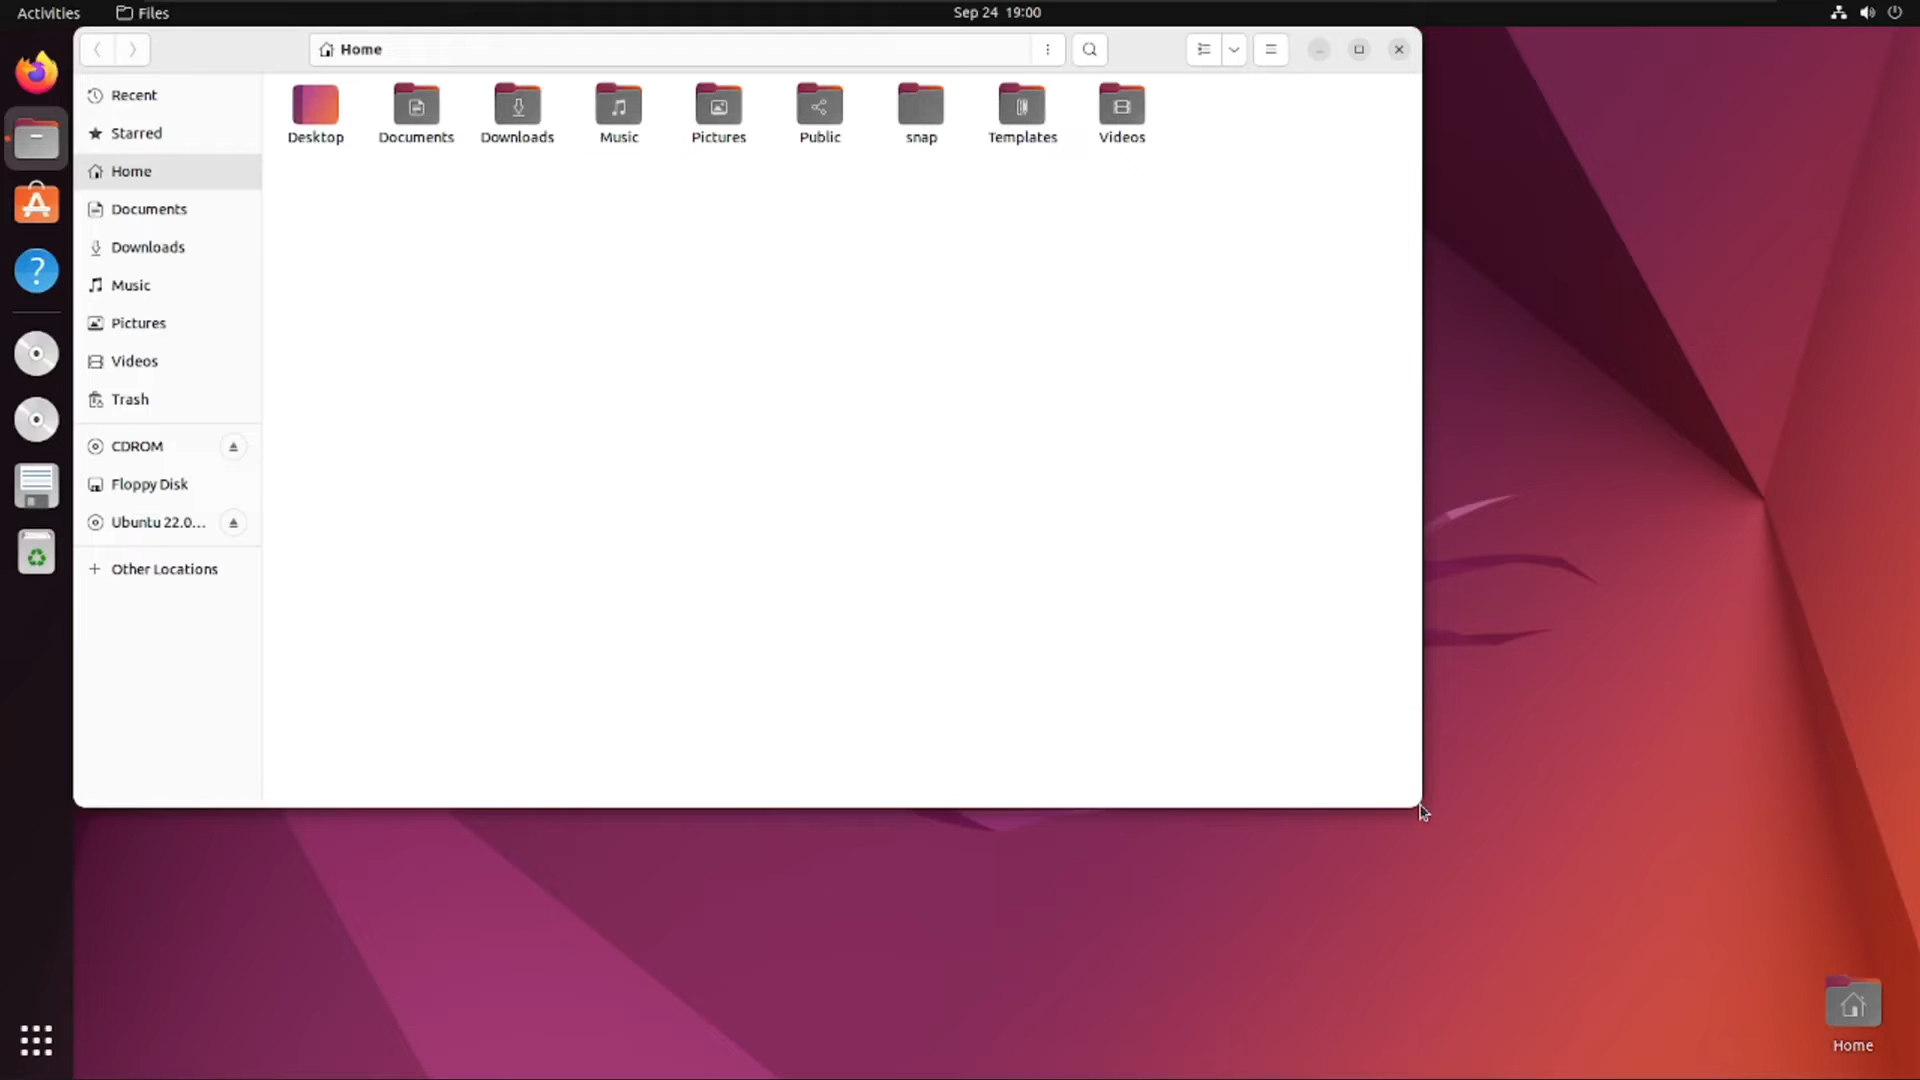 Activities Files Sep 24 19:00
Home
Recent
Starred
Home
Documents
Downloads
Music
Pictures
Videos
Trash
CDROM
Floppy Disk
Ubuntu 22.0...
Other Locations
Desktop Documents Downloads Music Pictures Public snap Templates Videos
Home